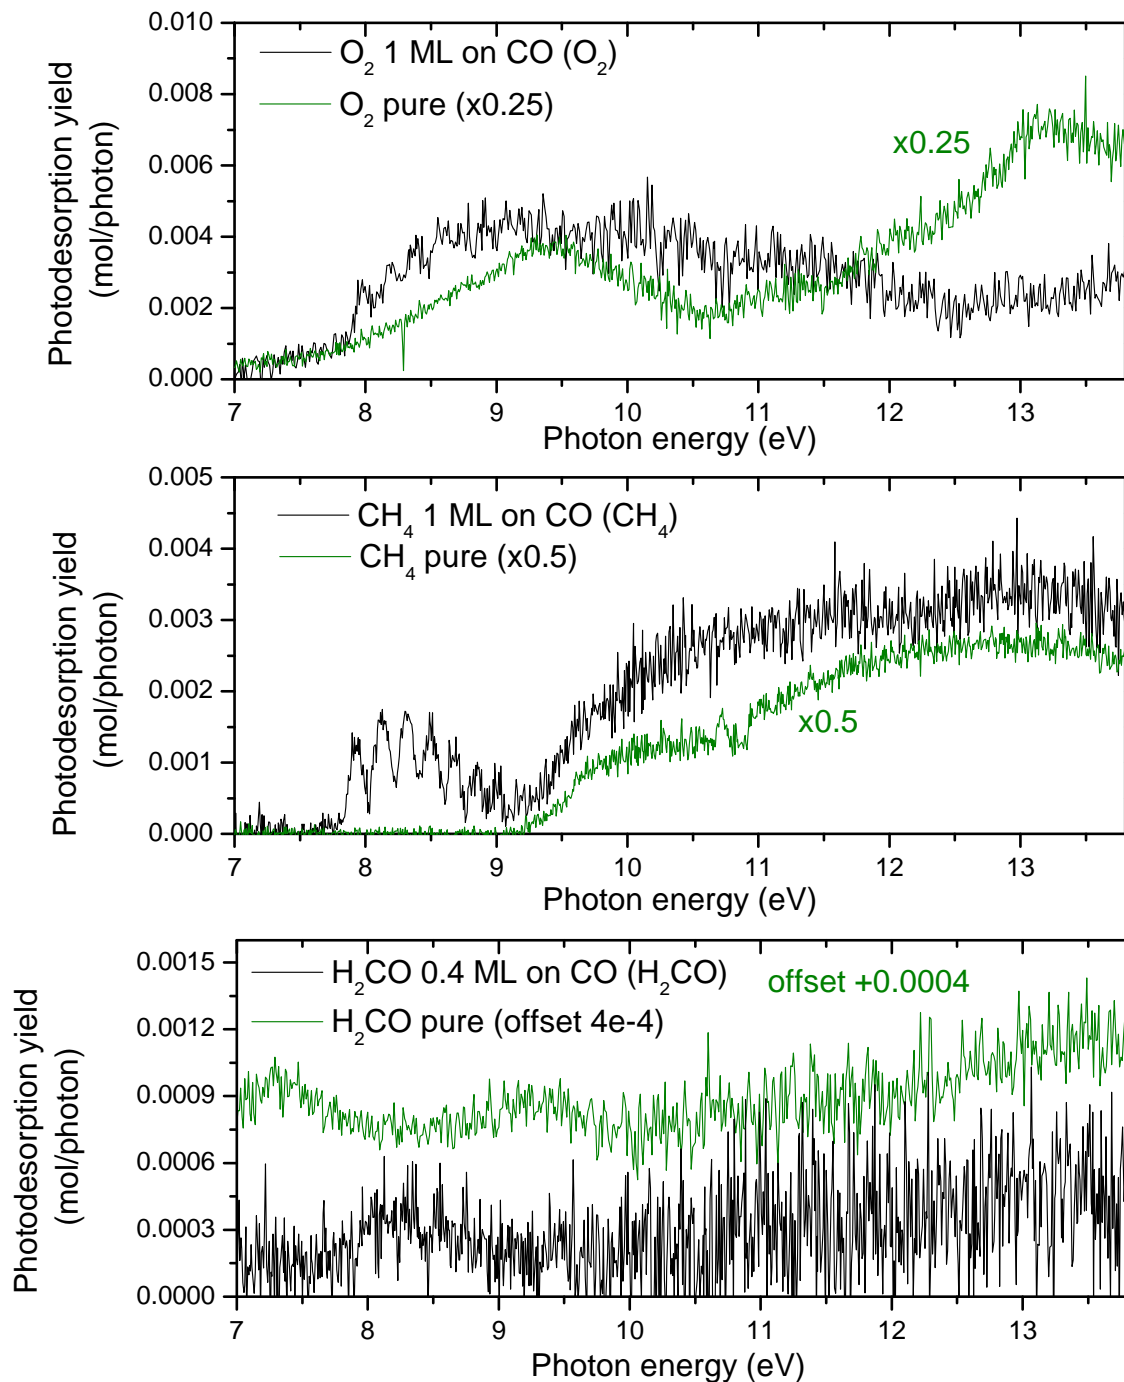 0.010
O₂ 1 ML on CO (O₂)
O₂ pure (x0.25)
x0.25
0.008
0.006
0.004
0.002
0.000
Photodesorption yield
(mol/photon)
7 8 9 10 11 12 13
Photon energy (eV)
0.005
CH₄ 1 ML on CO (CH₄)
CH₄ pure (x0.5)
x0.5
0.004
0.003
0.002
0.001
0.000
Photodesorption yield
(mol/photon)
7 8 9 10 11 12 13
Photon energy (eV)
0.0015
H₂CO 0.4 ML on CO (H₂CO)
H₂CO pure (offset 4e-4)
offset +0.0004
0.0012
0.0009
0.0006
0.0003
0.0000
Photodesorption yield
(mol/photon)
7 8 9 10 11 12 13
Photon energy (eV)